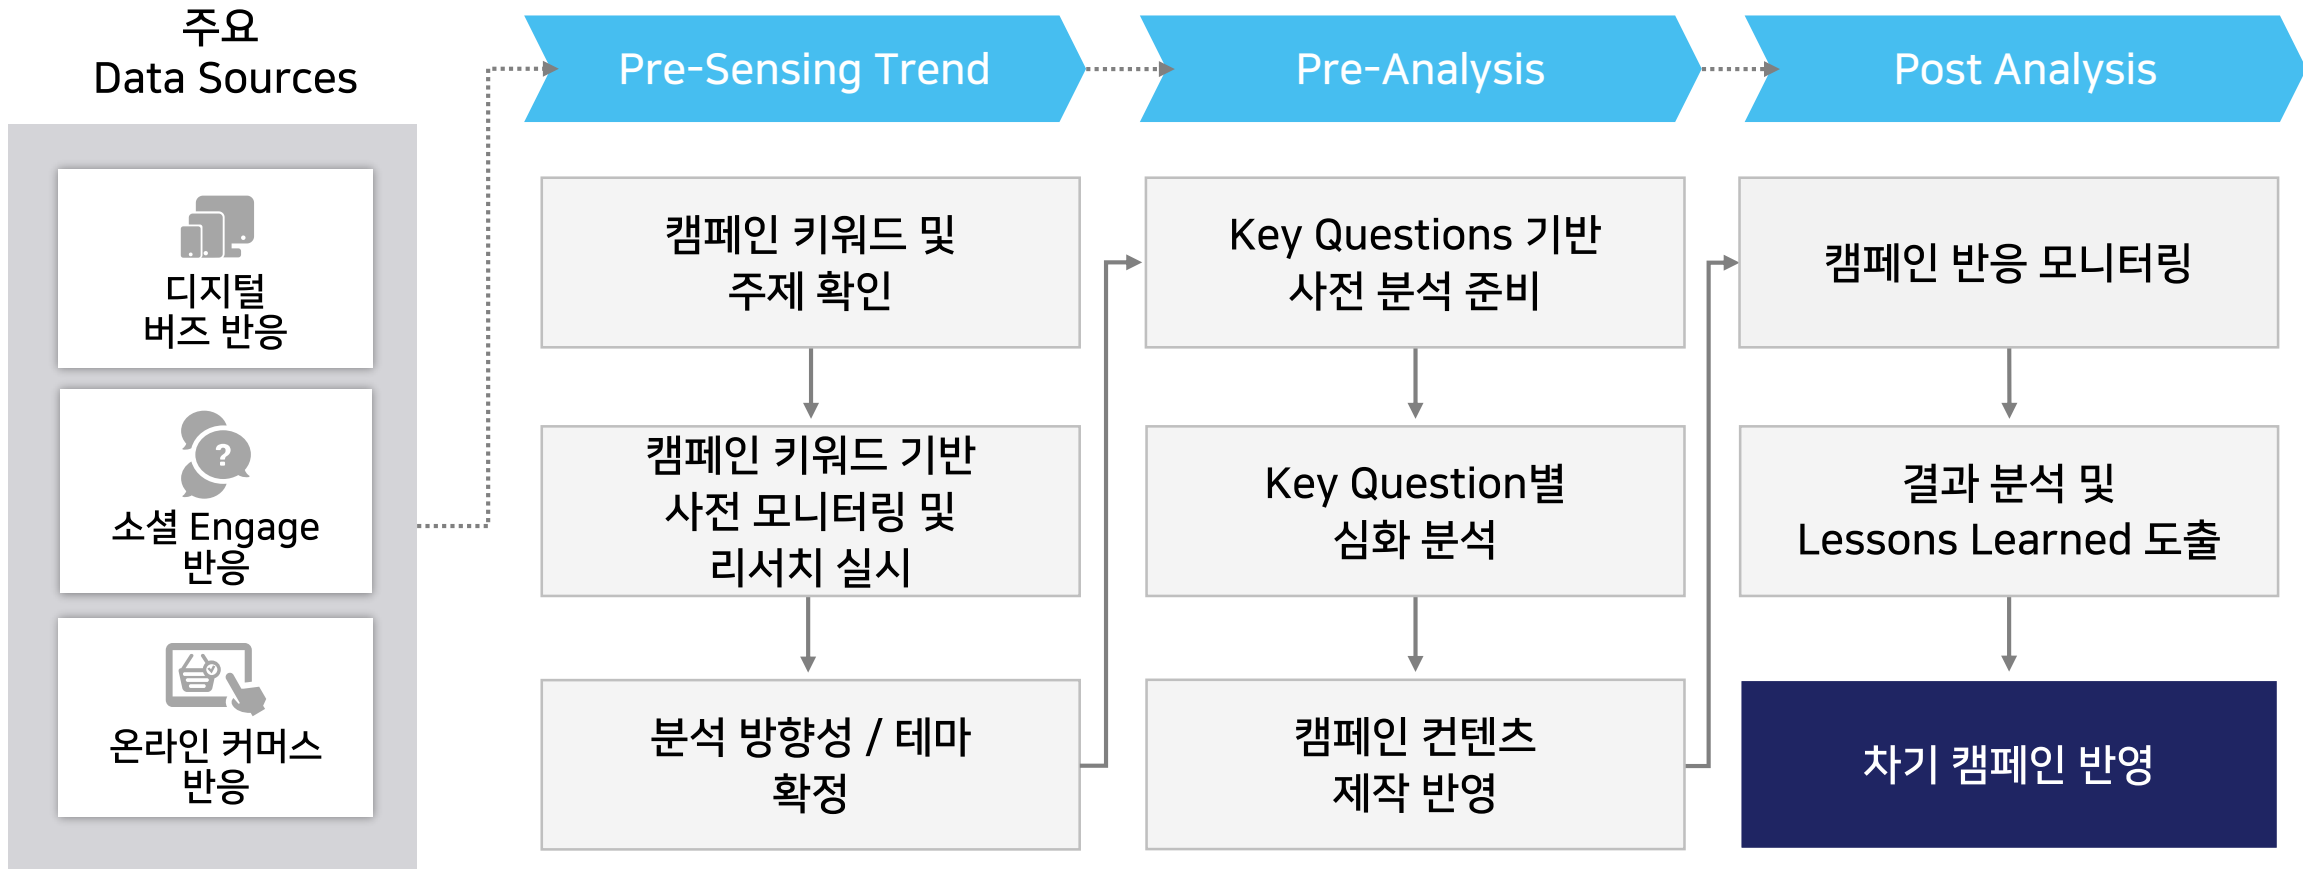 주요
Data Sources
디지털
버즈 반응
?
소셜 Engage
반응
온라인 커머스
반응
Pre-Sensing Trend
캠페인 키워드 및
주제 확인
캠페인 키워드 기반
사전 모니터링 및
리서치 실시
분석 방향성 / 테마
확정
Pre-Analysis
Key Questions 기반
사전 분석 준비
Key Question별
심화 분석
캠페인 컨텐츠
제작 반영
Post Analysis
캠페인 반응 모니터링
결과 분석 및
Lessons Learned 도출
차기 캠페인 반영